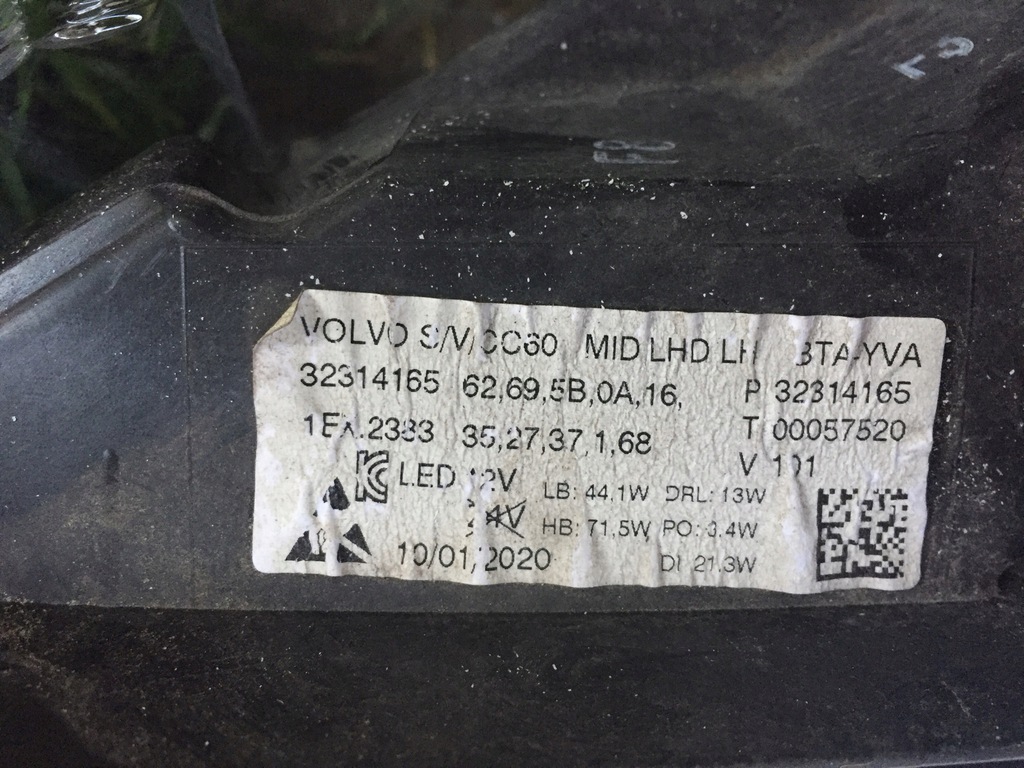 VOLVO S/V/CC60 MID LHD LH BTA-YVA
32314165 62,69,5B,0A,16, P 32314165
2383 35,27,37,1,68 T 00057520
V 101
LED 12V LB: 44,1W DRL: 13W
HB: 71,5W PO: 3.4W
10/01/2020 DI 21.3W